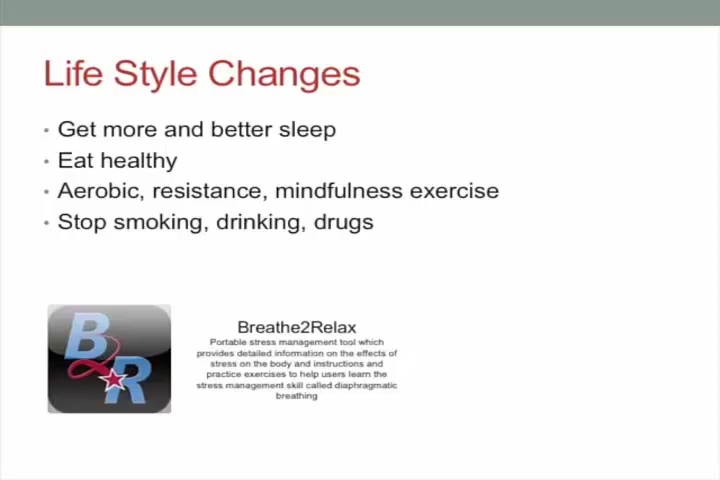 Life Style Changes
• Get more and better sleep
• Eat healthy
• Aerobic, resistance, mindfulness exercise
• Stop smoking, drinking, drugs
B2R
Breathe2Relax
Portable stress management tool which
provides detailed information on the effects of
stress on the body and instructions and
practice exercises to help users learn the
stress management skill called diaphragmatic
breathing